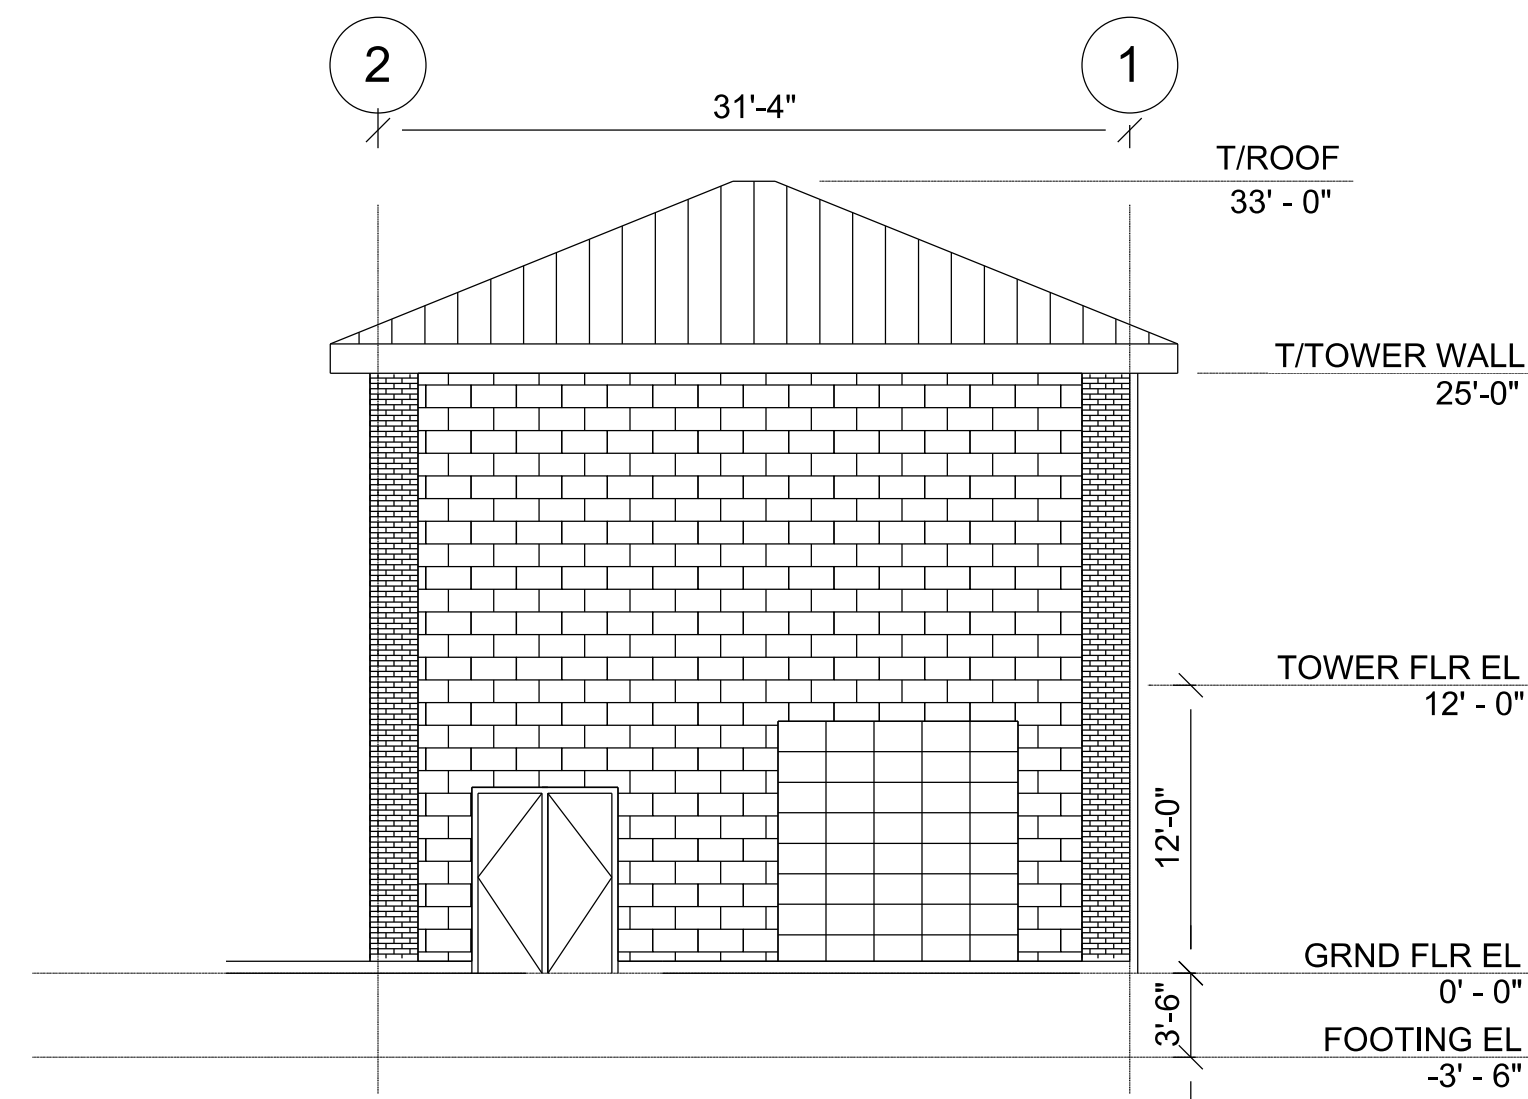 2
1
31'-4"
T/ROOF
33' - 0"
T/TOWER WALL
25'-0"
TOWER FLR EL
12' - 0"
12'-0"
GRND FLR EL
0' - 0"
3'-6"
FOOTING EL
-3' - 6"